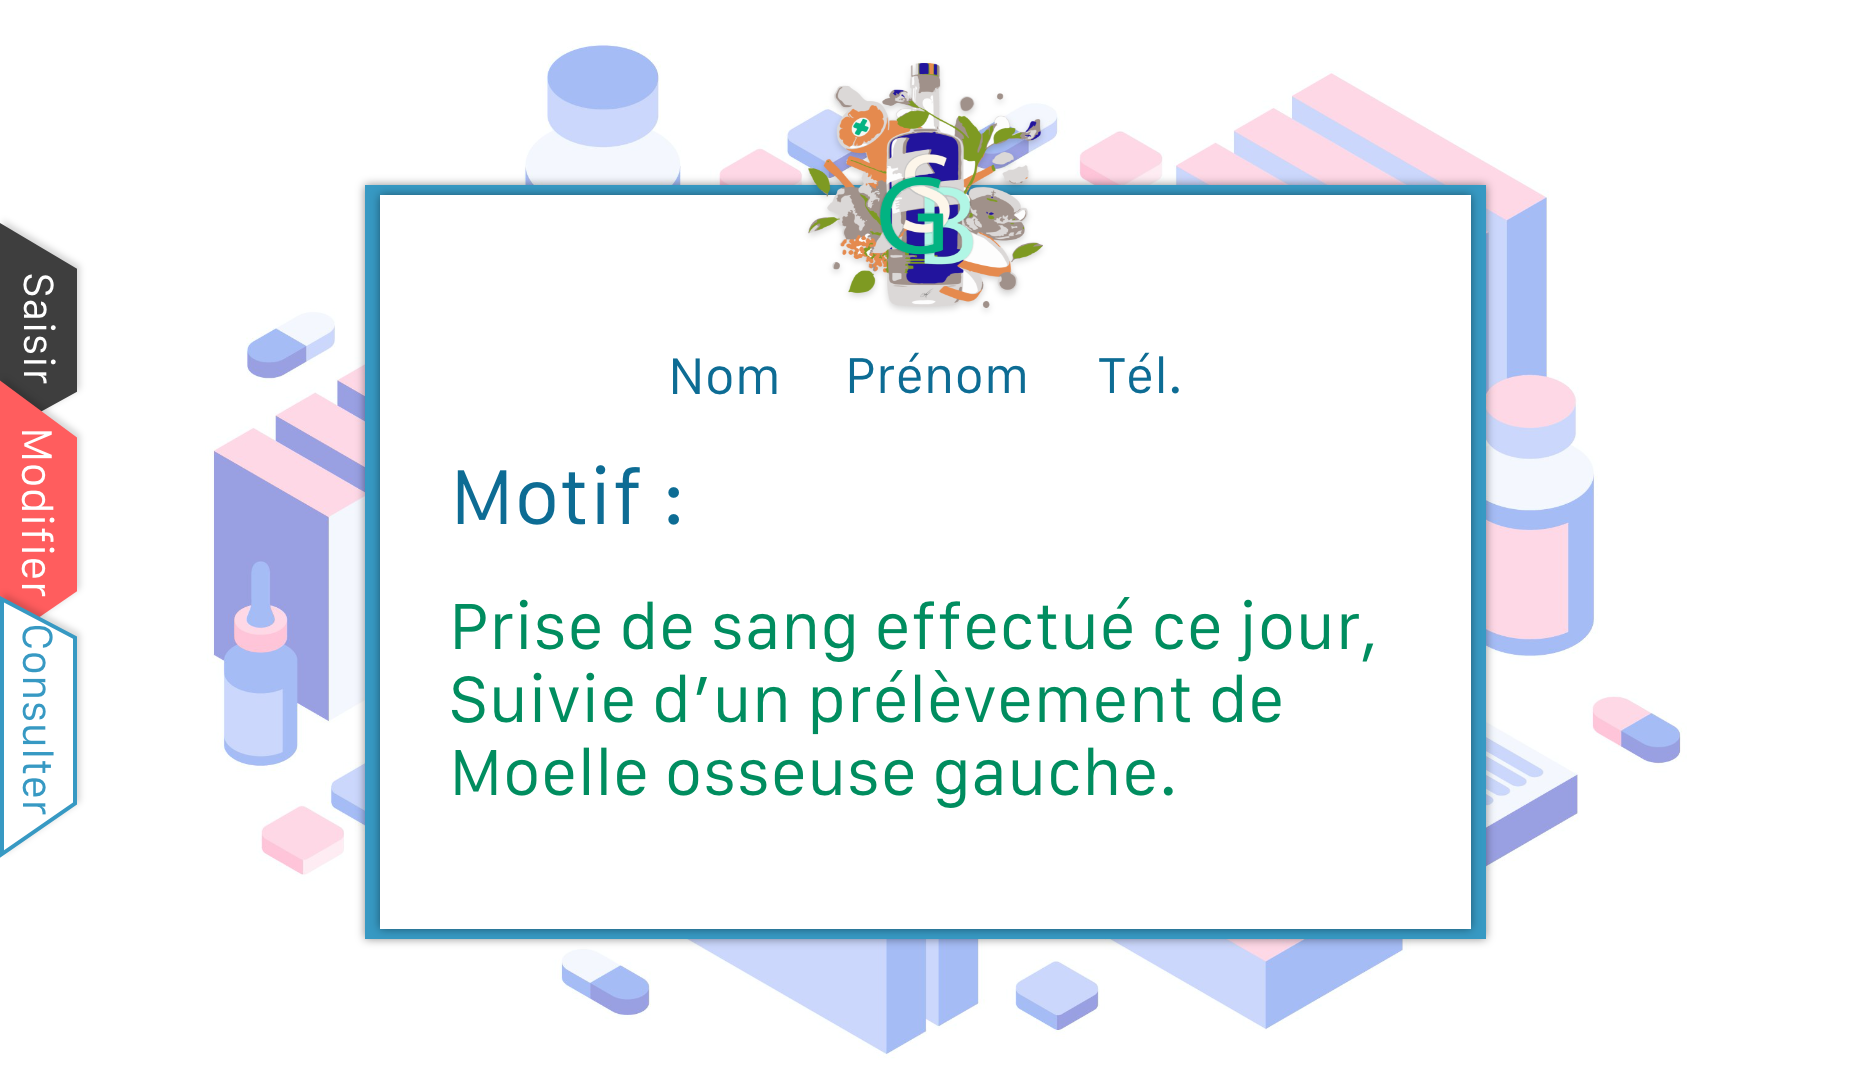 GSB
Saisir
Modifier
Consulter
Nom Prénom Tél.
Motif :
Prise de sang effectué ce jour,
Suivie d’un prélèvement de
Moelle osseuse gauche.